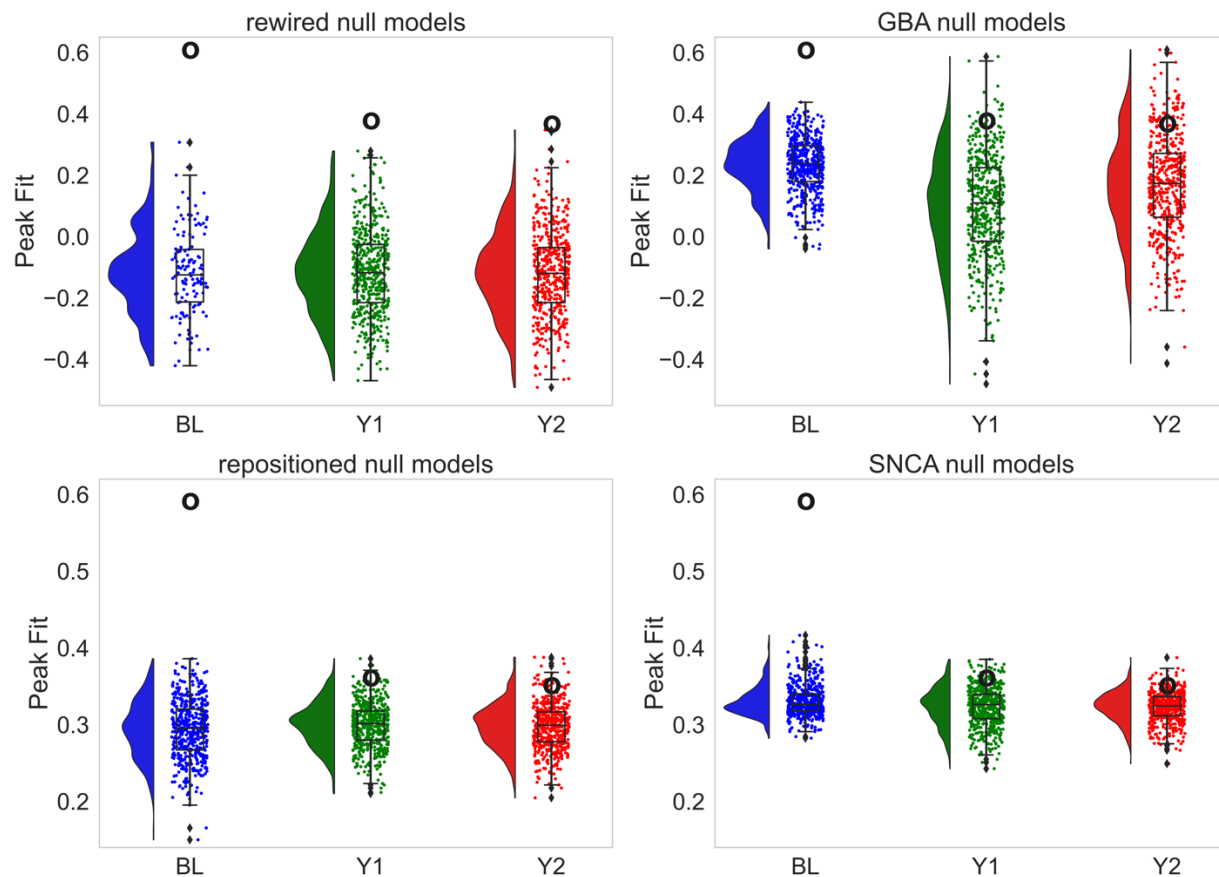 rewired null models
GBA null models
0.6
0.4
0.2
0.0
−0.2
−0.4
Peak Fit
BL
Y1
Y2
0.6
0.4
0.2
0.0
−0.2
−0.4
Peak Fit
BL
Y1
Y2
repositioned null models
SNCA null models
0.6
0.5
0.4
0.3
0.2
Peak Fit
BL
Y1
Y2
0.6
0.5
0.4
0.3
0.2
Peak Fit
BL
Y1
Y2